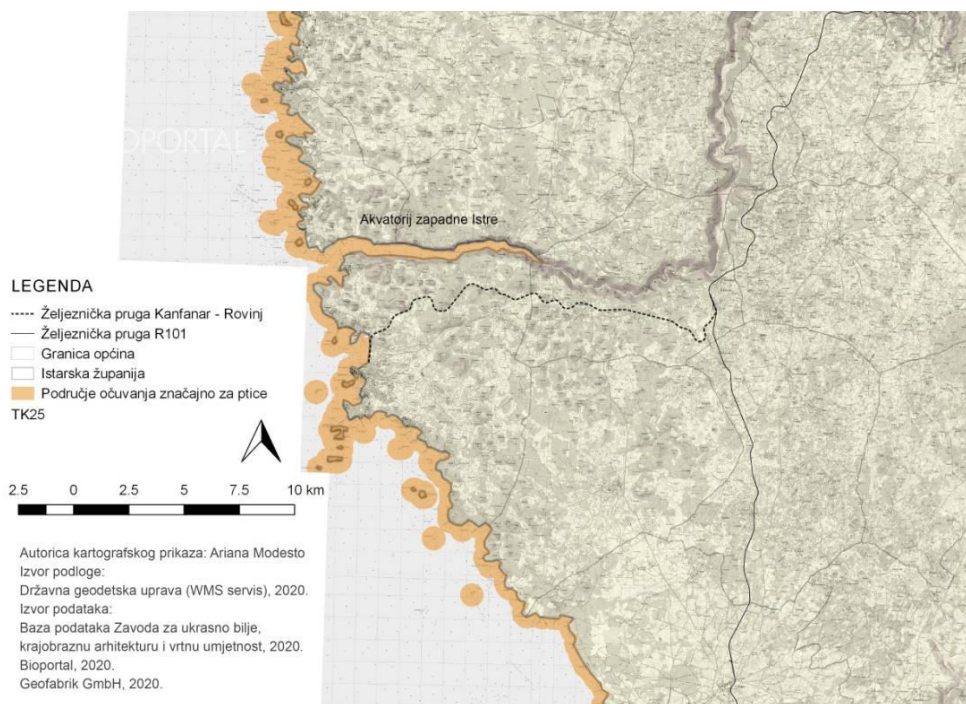 OPORTAL
Akvatorij zapadne Istre
LEGENDA
Željeznička pruga Kanfanar - Rovinj
Željeznička pruga R101
Granica općina
Istarska županija
Područje očuvanja značajno za ptice
TK25
2.5 0 2.5 5 7.5 10 km
Autorica kartografskog prikaza: Ariana Modesto
Izvor podloge:
Državna geodetska uprava (WMS servis), 2020.
Izvor podataka:
Baza podataka Zavoda za ukrasno bilje,
krajobraznu arhitekturu i vrtnu umjetnost, 2020.
Bioportal, 2020.
Geofabrik GmbH, 2020.